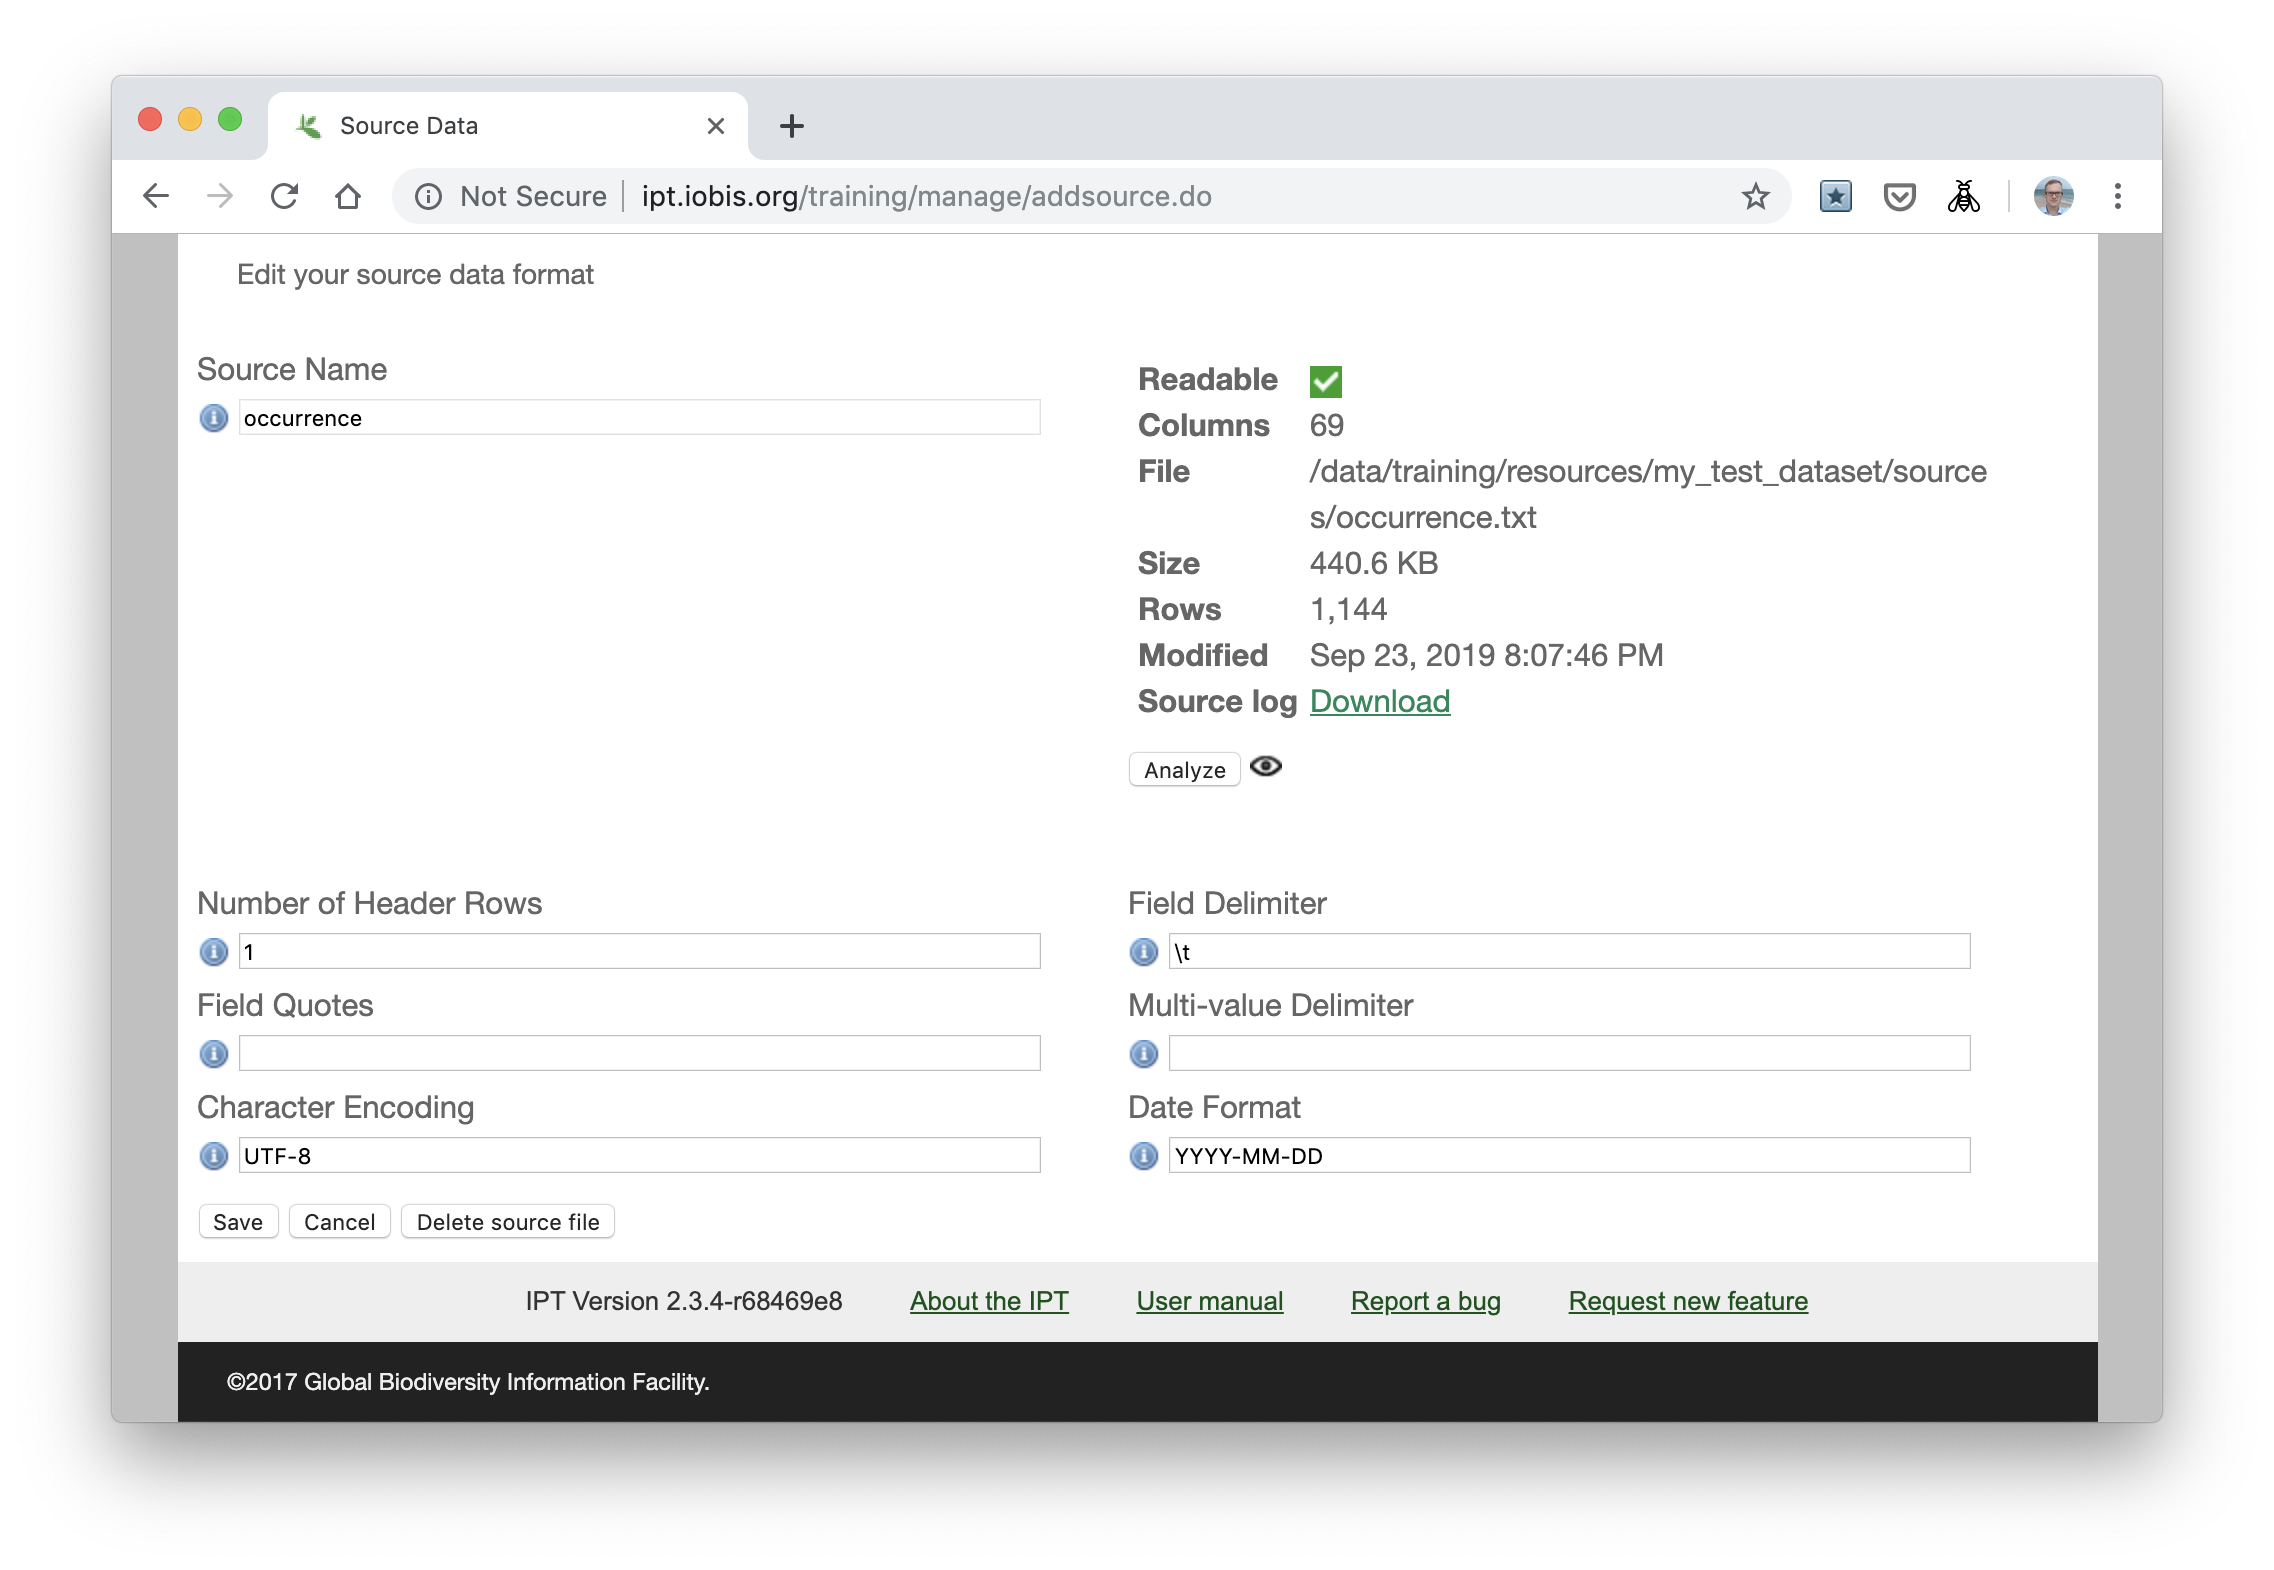 Source Data
Not Secure
ipt.iobis.org/training/manage/addsource.do
Edit your source data format
Source Name
occurrence
Readable
Columns 69
File /data/training/resources/my_test_dataset/source
s/occurrence.txt
Size 440.6 KB
Rows 1,144
Modified Sep 23, 2019 8:07:46 PM
Source log Download
Analyze
Number of Header Rows
1
Field Delimiter
\t
Field Quotes
Multi-value Delimiter
Character Encoding
UTF-8
Date Format
YYYY-MM-DD
Save Cancel Delete source file
IPT Version 2.3.4-r68469e8 About the IPT User manual Report a bug Request new feature
©2017 Global Biodiversity Information Facility.